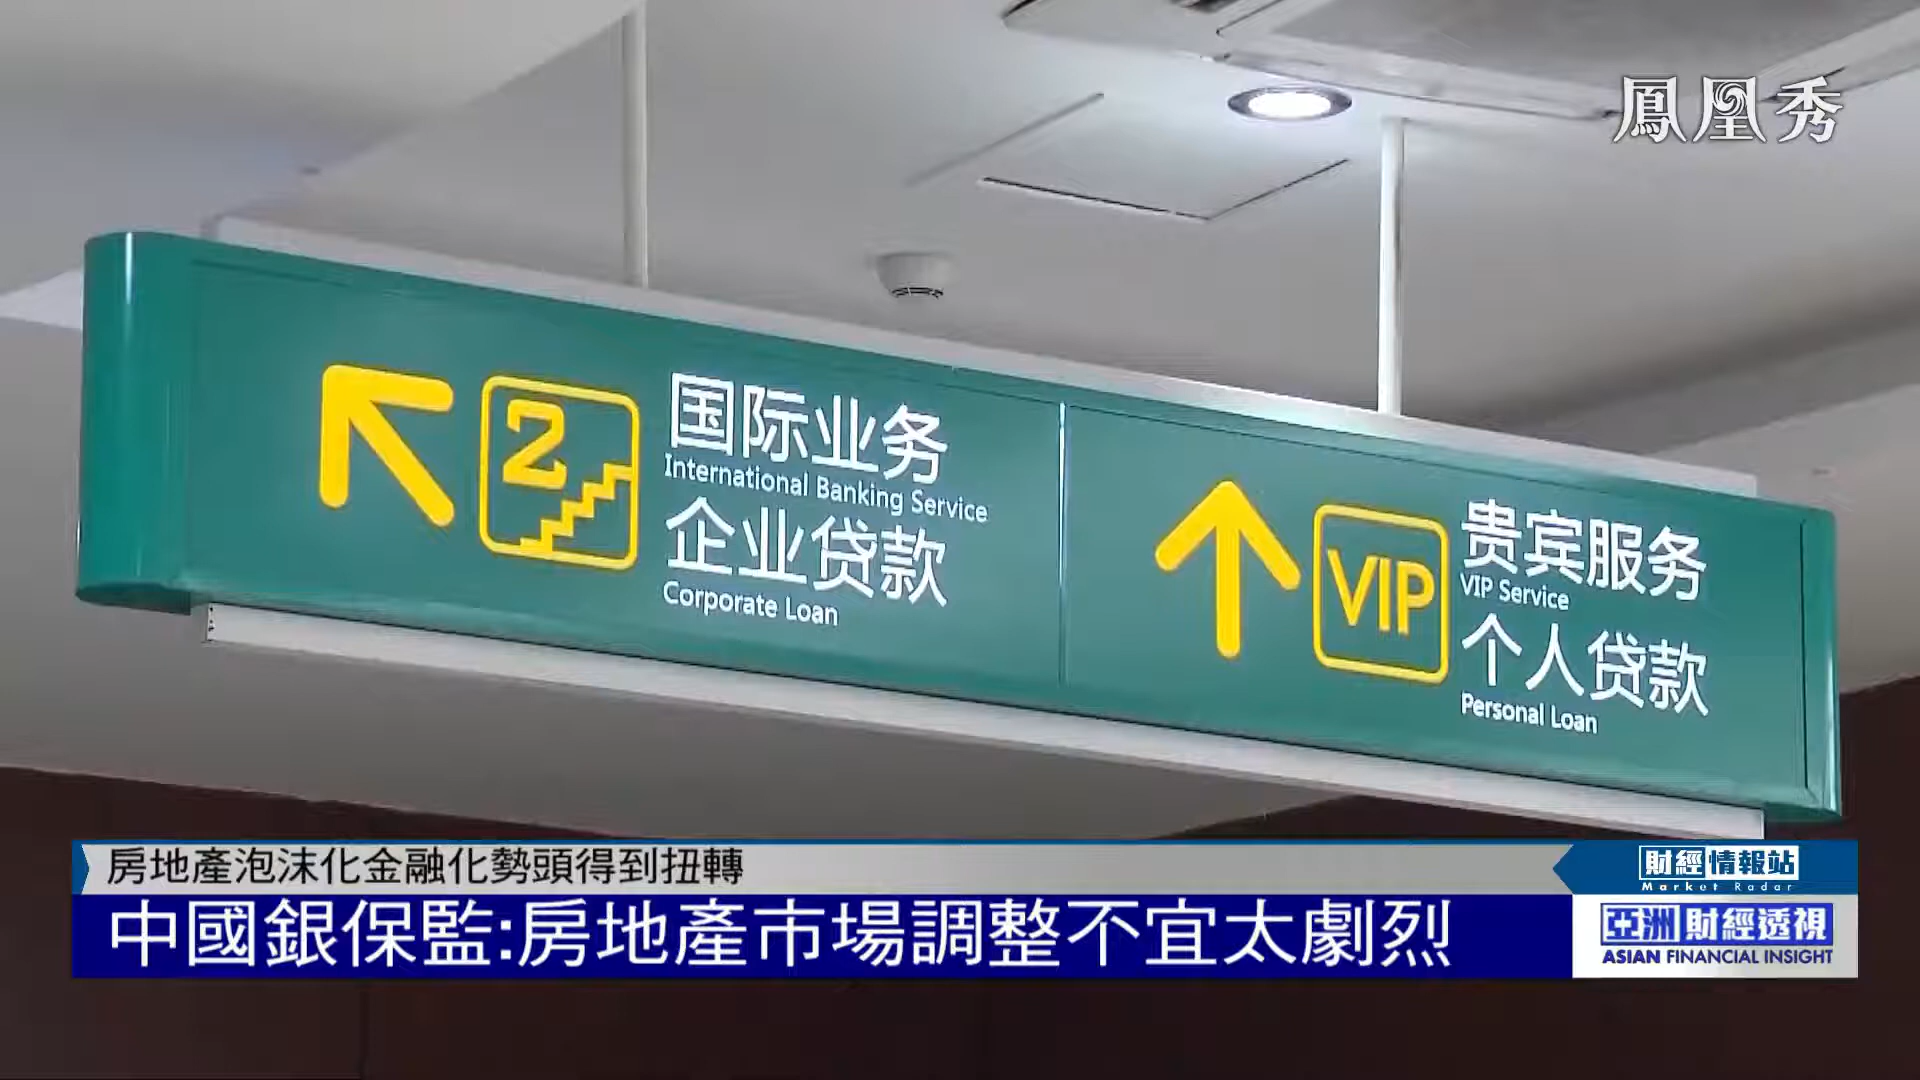 鳳凰秀
2
国际业务
International Banking Service
企业贷款
Corporate Loan
VIP
贵宾服务
VIP Service
个人贷款
Personal Loan
房地產泡沫化金融化勢頭得到扭轉
財經情報站
Market Radar
中國銀保監:房地產市場調整不宜太劇烈
亞洲財經透視
ASIAN FINANCIAL INSIGHT